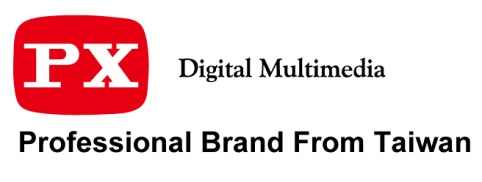 PX Digital Multimedia
Professional Brand From Taiwan